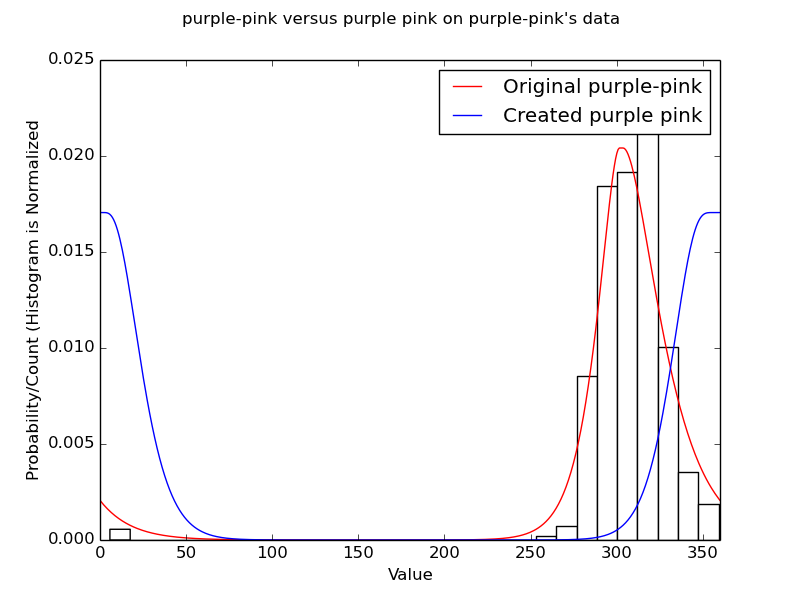 purple-pink versus purple pink on purple-pink's data
0.025
Original purple-pink
Created purple pink
0.020
0.015
0.010
0.005
0.000
Probability/Count (Histogram is Normalized
0 50 100 150 200 250 300 350
Value